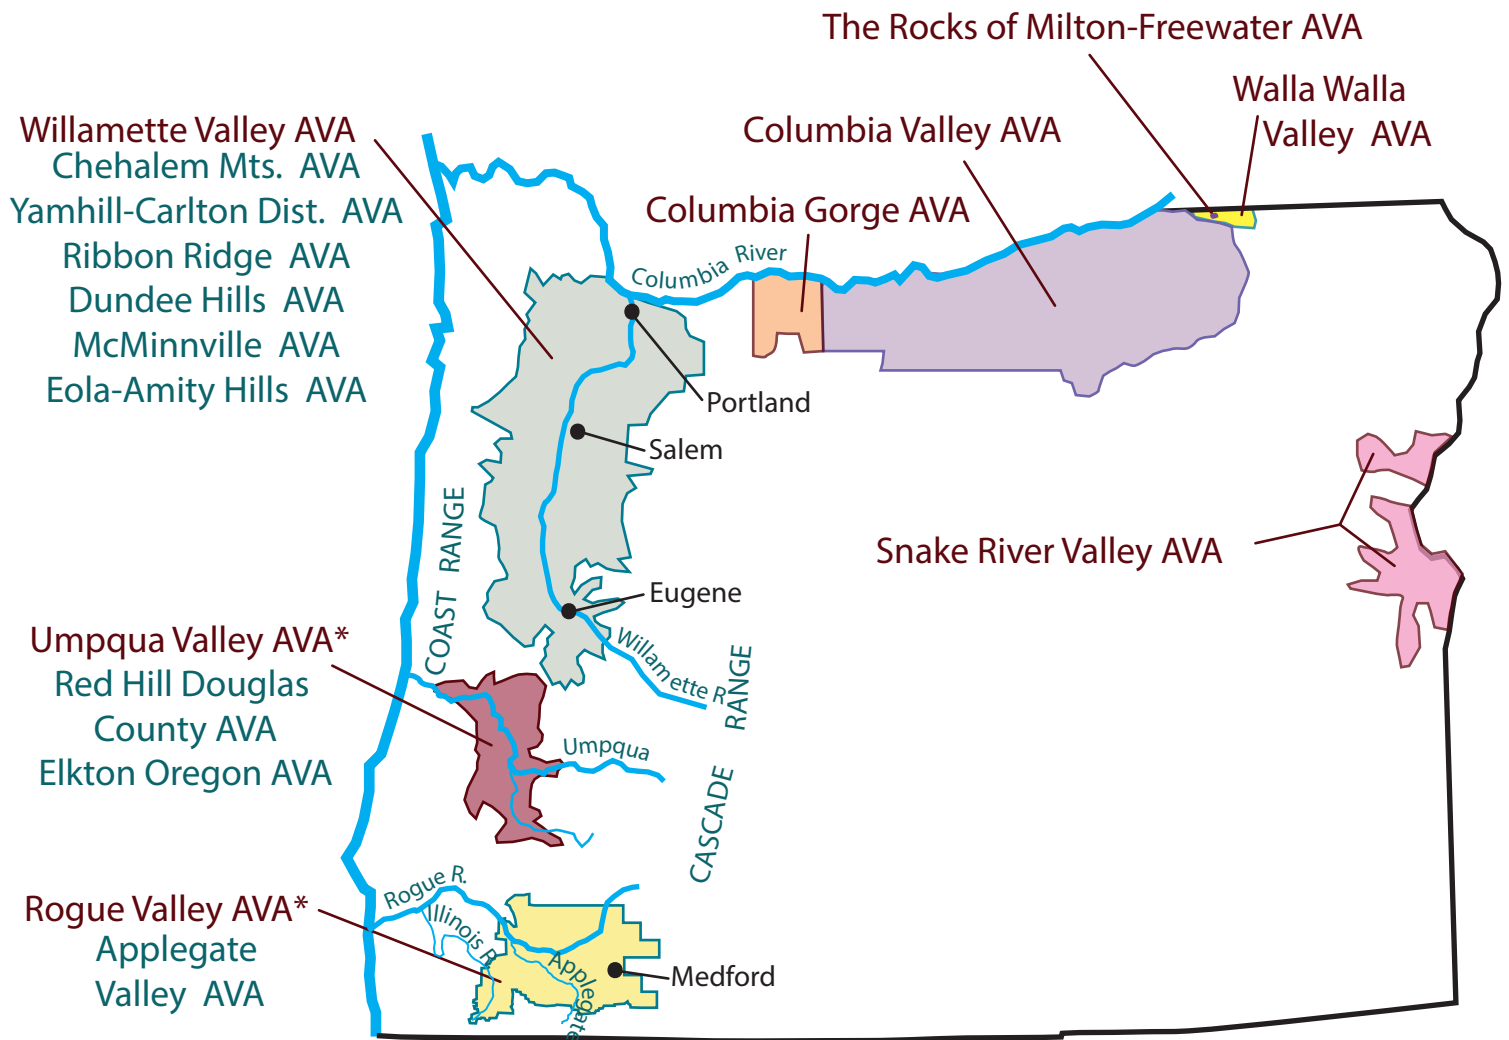 The Rocks of Milton-Freewater AVA
Walla Walla
Valley AVA
Columbia Valley AVA
Columbia Gorge AVA
Willamette Valley AVA
Chehalem Mts. AVA
Yamhill-Carlton Dist. AVA
Ribbon Ridge AVA
Dundee Hills AVA
McMinnville AVA
Eola-Amity Hills AVA
Columbia River
Portland
Salem
COAST RANGE
Snake River Valley AVA
Eugene
Willamette R.
Umpqua Valley AVA*
Red Hill Douglas
County AVA
Elkton Oregon AVA
Umpqua
CASCADE RANGE
Rogue Valley AVA*
Applegate
Valley AVA
Rogue R.
Illinois R.
Applegate
Medford